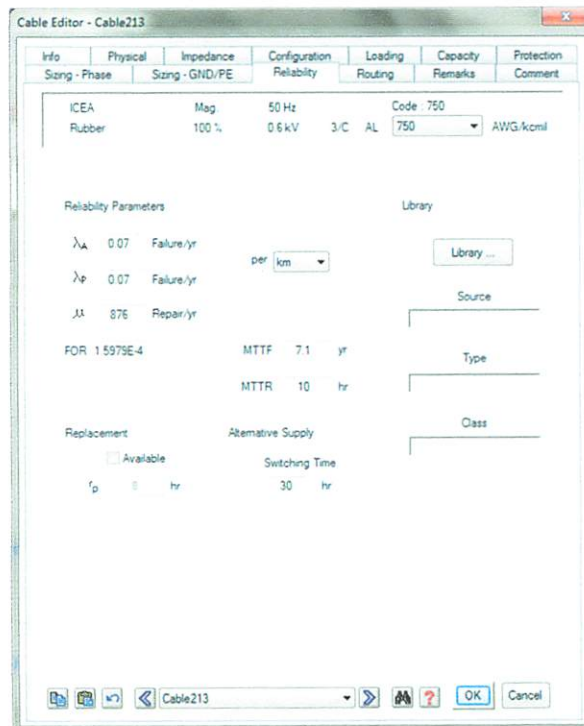 Cable Editor - Cable213
Info Physical Impedance Configuration Loading Capacity Protection
Sizing - Phase Sizing - GND/PE Reliability Routing Remarks Comment
ICEA Mag. 50 Hz Code : 750
Rubber 100 % 0.6 kV 3/C AL 750 AWG/kcmil
Reliability Parameters Library
λA 0.07 Failure/yr
per km Library ...
λP 0.07 Failure/yr
Source
μ 876 Repair/yr
FOR 1.5979E-4 MTTF 7.1 yr
Type
MTTR 10 hr
Class
Replacement Alternative Supply
Available
Switching Time
rp hr 30 hr
Cable213 ? OK Cancel